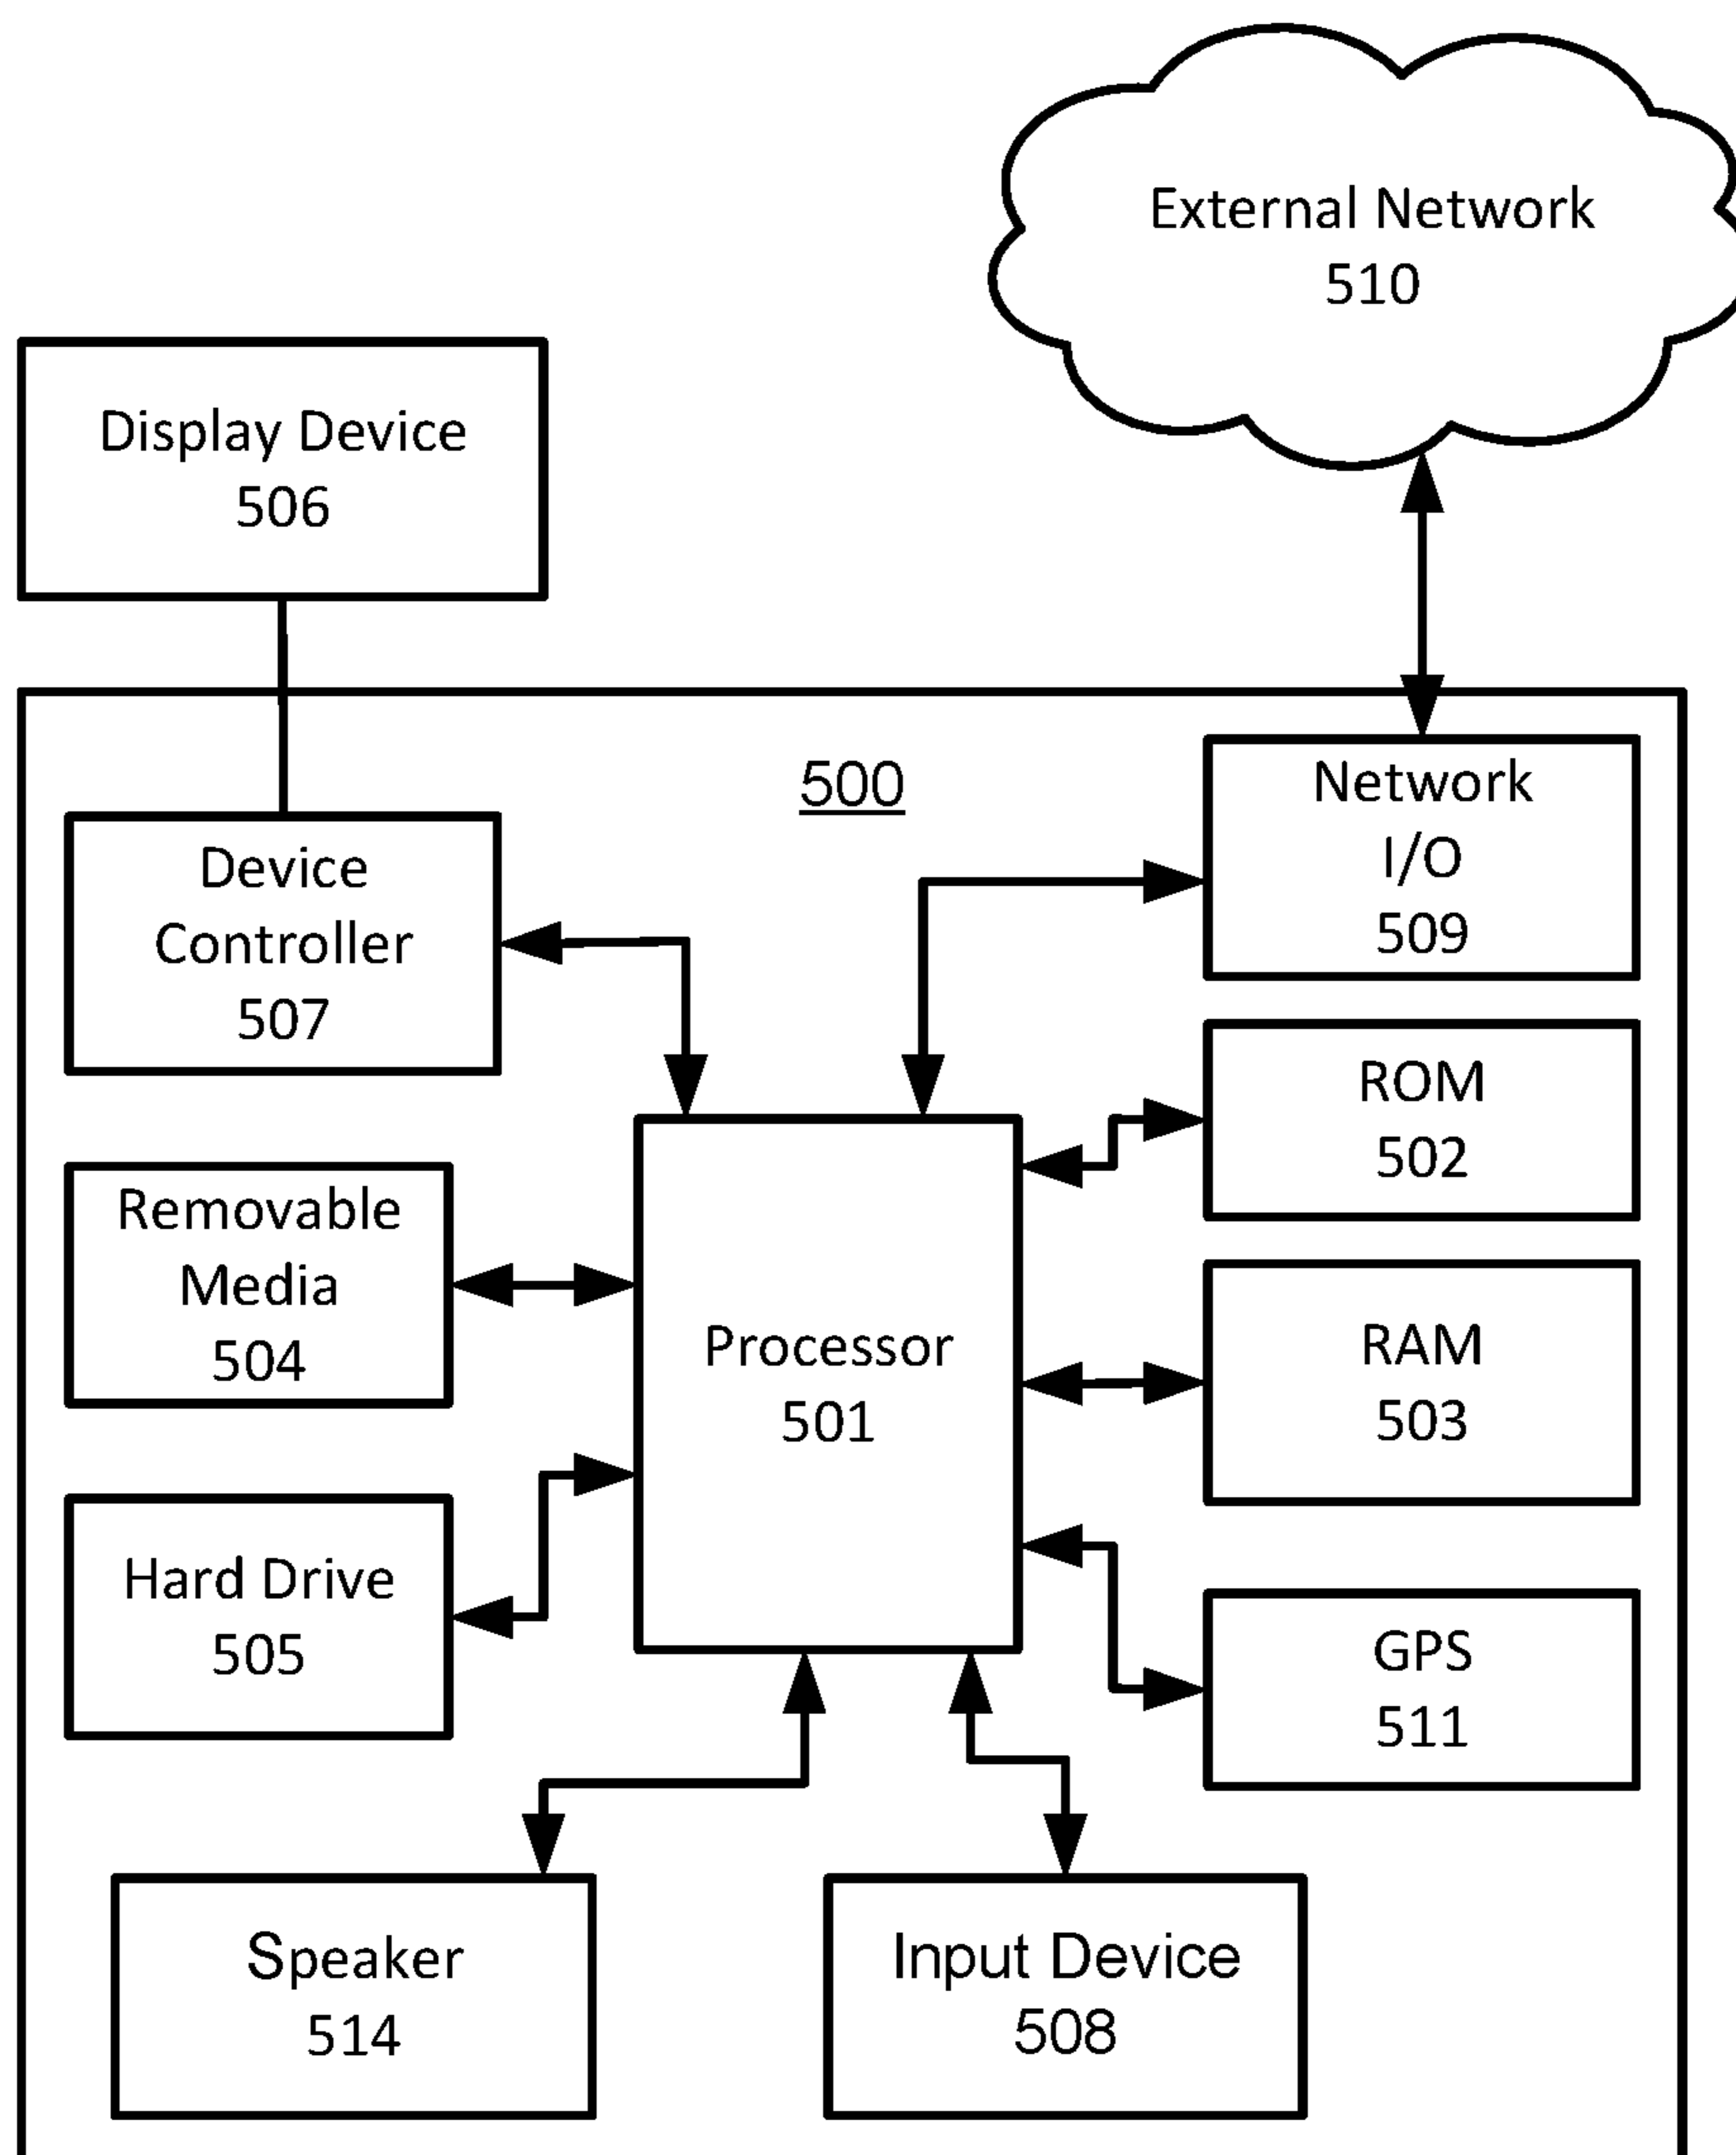 External Network
510
Display Device
506
500
Network
I/O
509
Device
Controller
507
ROM
502
Removable
Media
504
Processor
501
RAM
503
Hard Drive
505
GPS
511
Speaker
514
Input Device
508